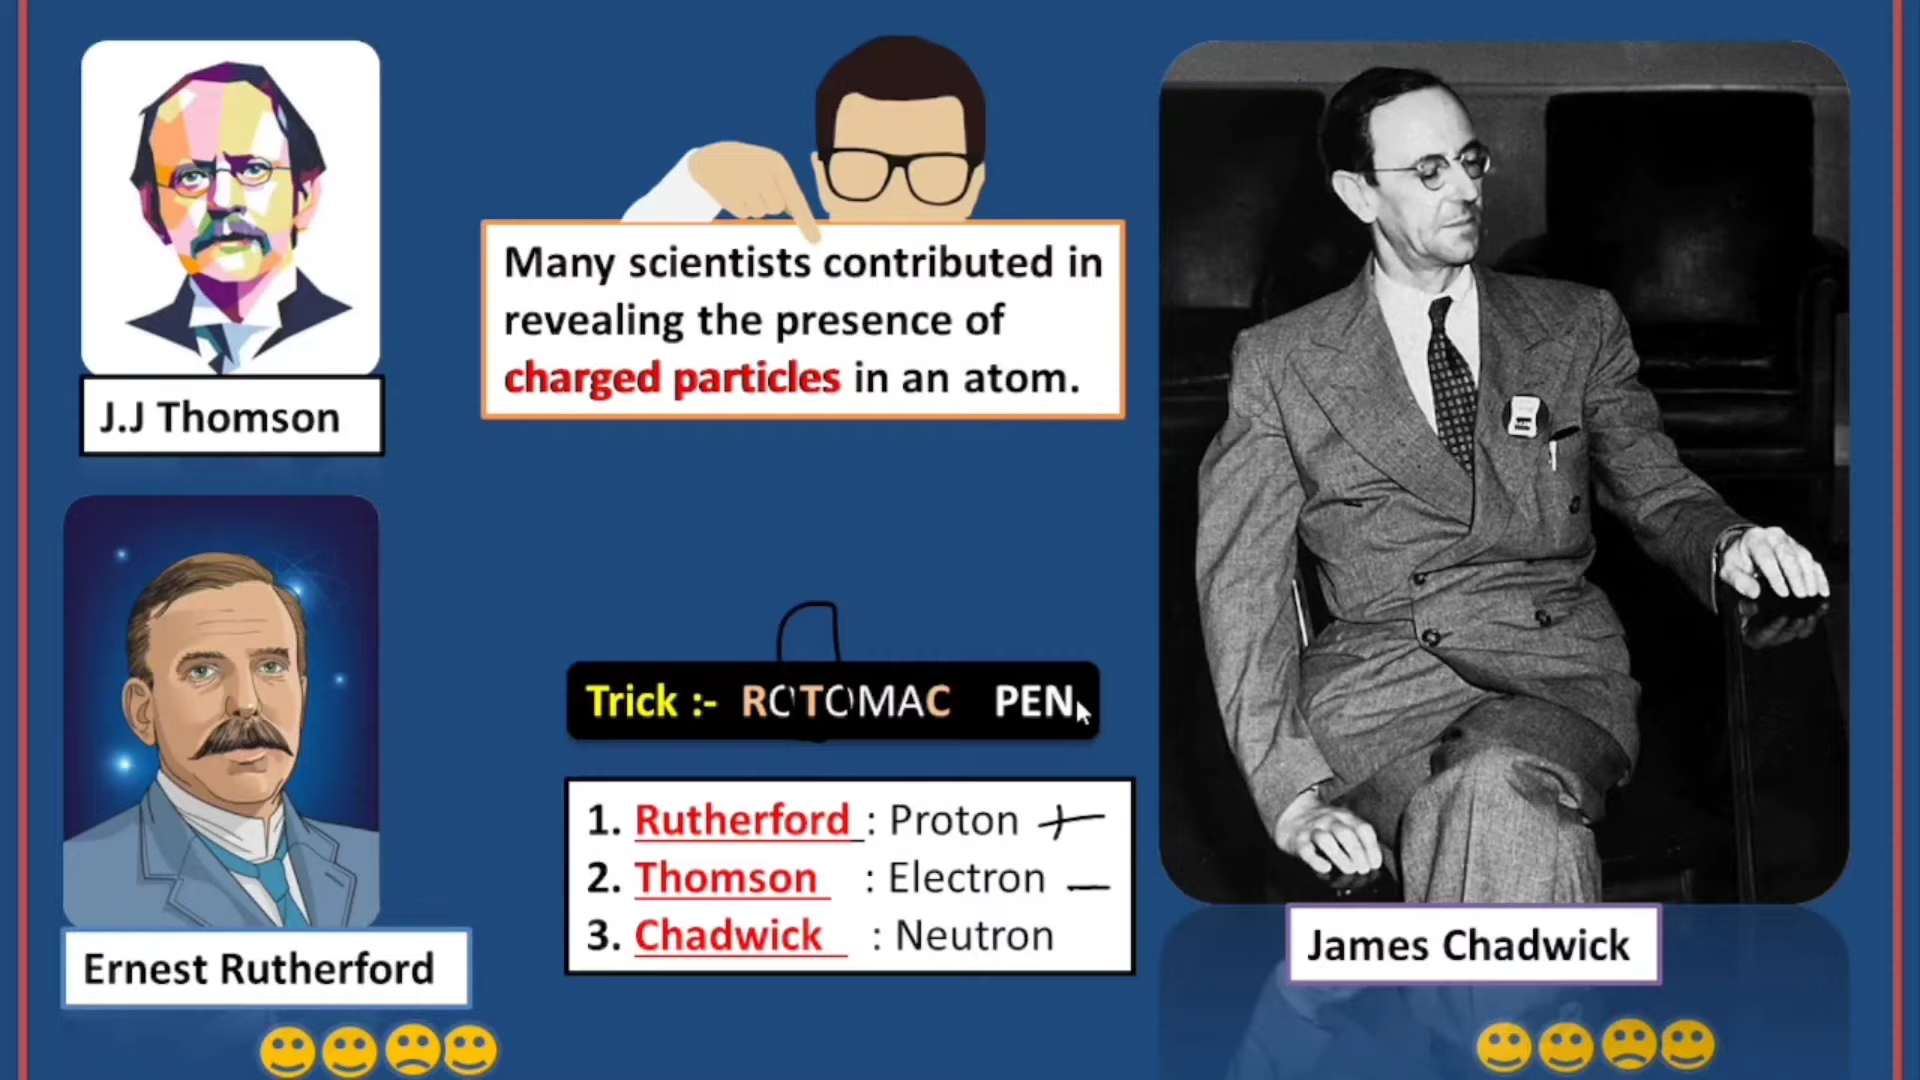 J.J Thomson
Many scientists contributed in
revealing the presence of
charged particles in an atom.
Trick :- ROTOMAC PEN
1. Rutherford : Proton +
2. Thomson : Electron –
3. Chadwick : Neutron
Ernest Rutherford
James Chadwick